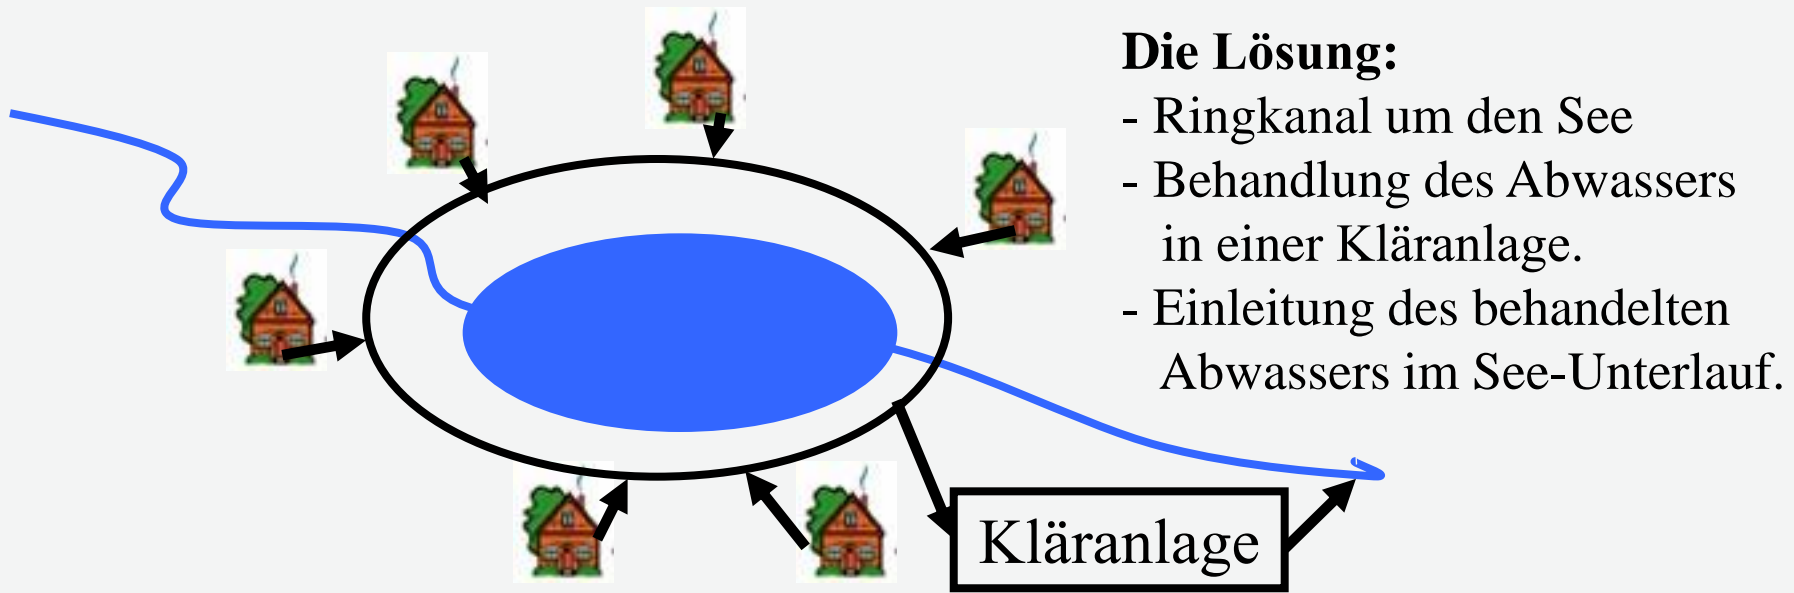 Die Lösung:
- Ringkanal um den See
- Behandlung des Abwassers
in einer Kläranlage.
- Einleitung des behandelten
Abwassers im See-Unterlauf.
Kläranlage